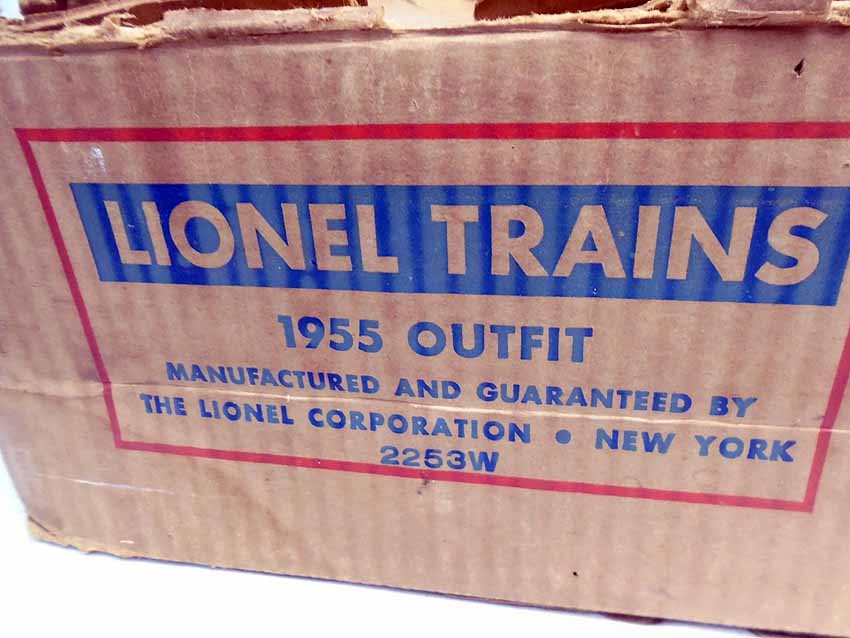 LIONEL TRAINS
1955 OUTFIT
MANUFACTURED AND GUARANTEED BY
THE LIONEL CORPORATION • NEW YORK
2253W